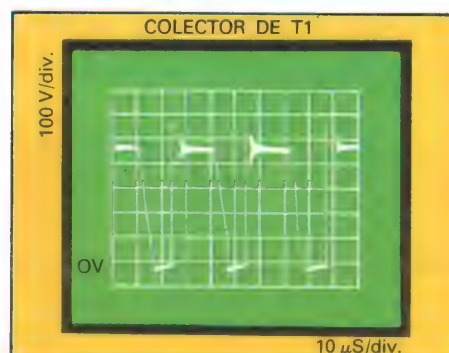 COLECTOR DE T1
100 V/div.
OV
10 μS/div.